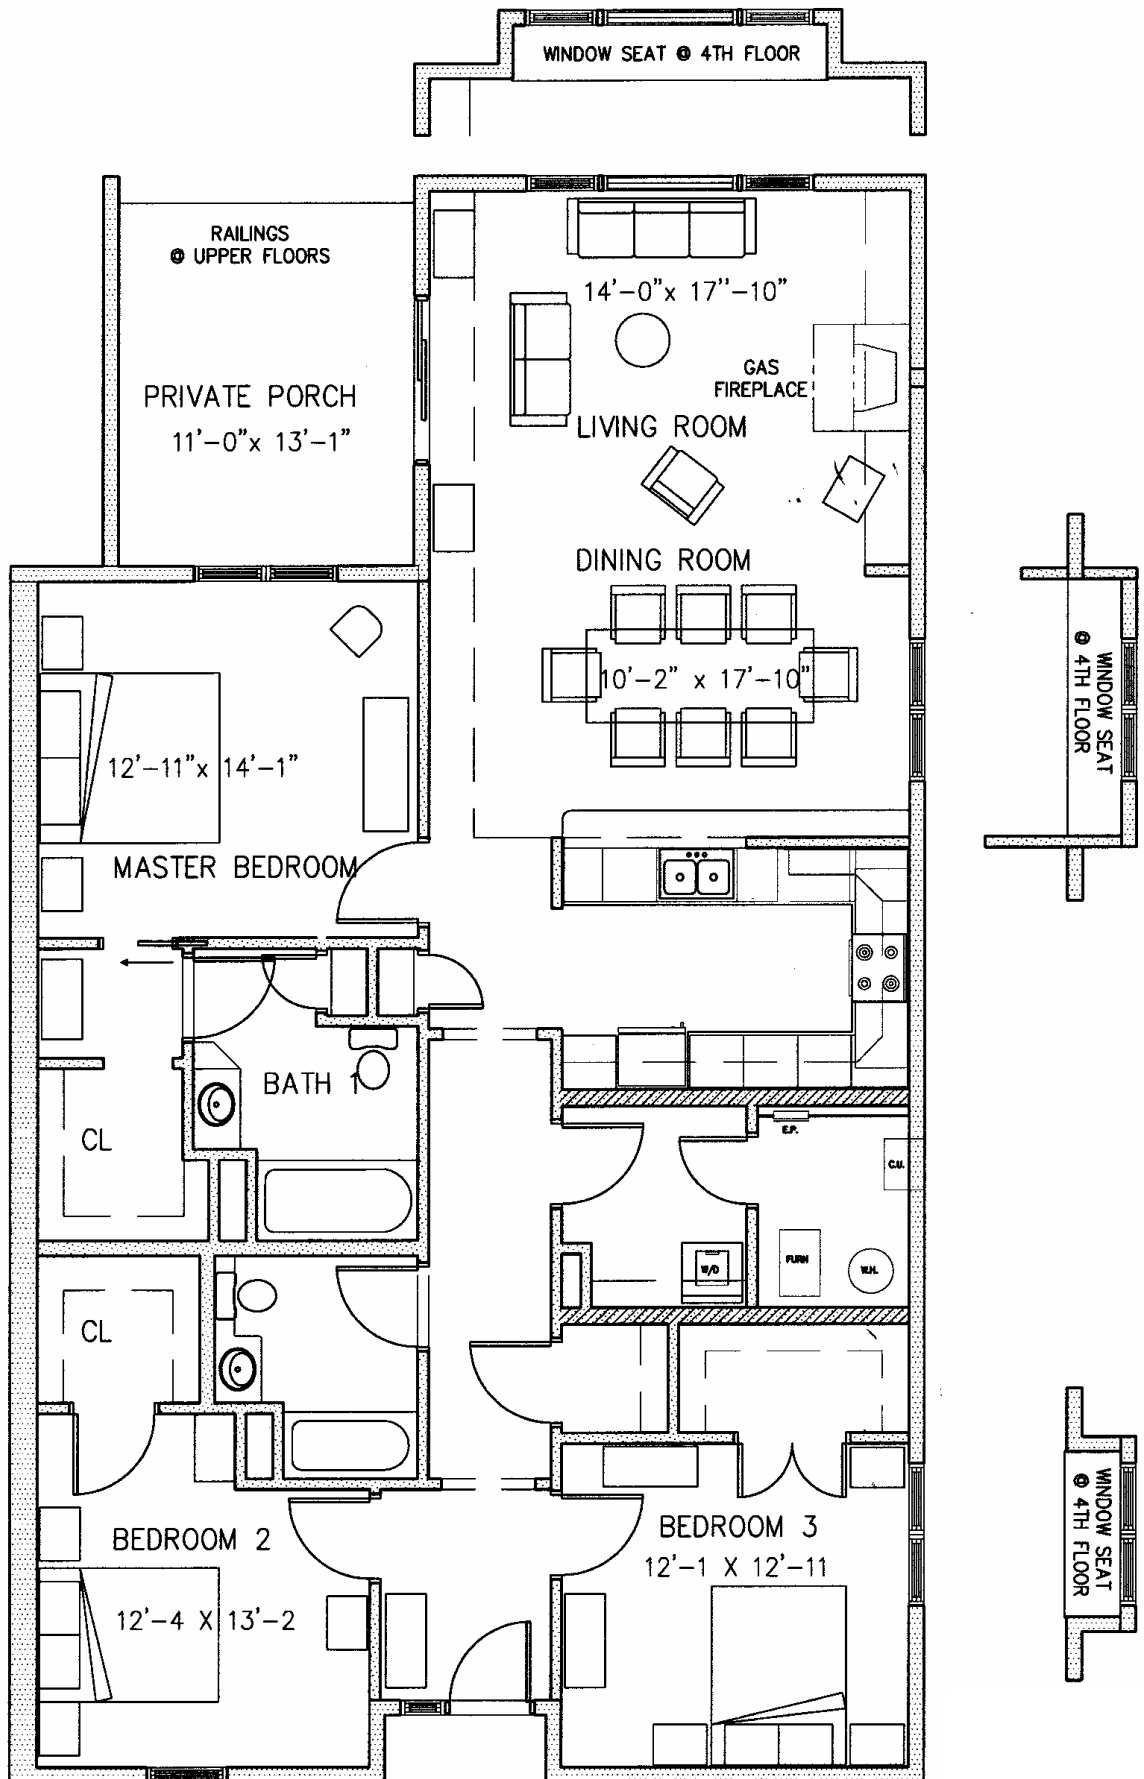 WINDOW SEAT @ 4TH FLOOR
RAILINGS
@ UPPER FLOORS
14'-0"x 17"-10"
GAS
FIREPLACE
PRIVATE PORCH
11'-0"x 13'-1"
LIVING ROOM
DINING ROOM
10'-2" x 17'-10"
WINDOW SEAT
@ 4TH FLOOR
12'-11"x 14'-1"
MASTER BEDROOM
BATH 1
CL
E.P.
C.U.
W/D
FURN
W.H.
CL
BEDROOM 2
12'-4 X 13'-2
BEDROOM 3
12'-1 X 12'-11
WINDOW SEAT
@ 4TH FLOOR